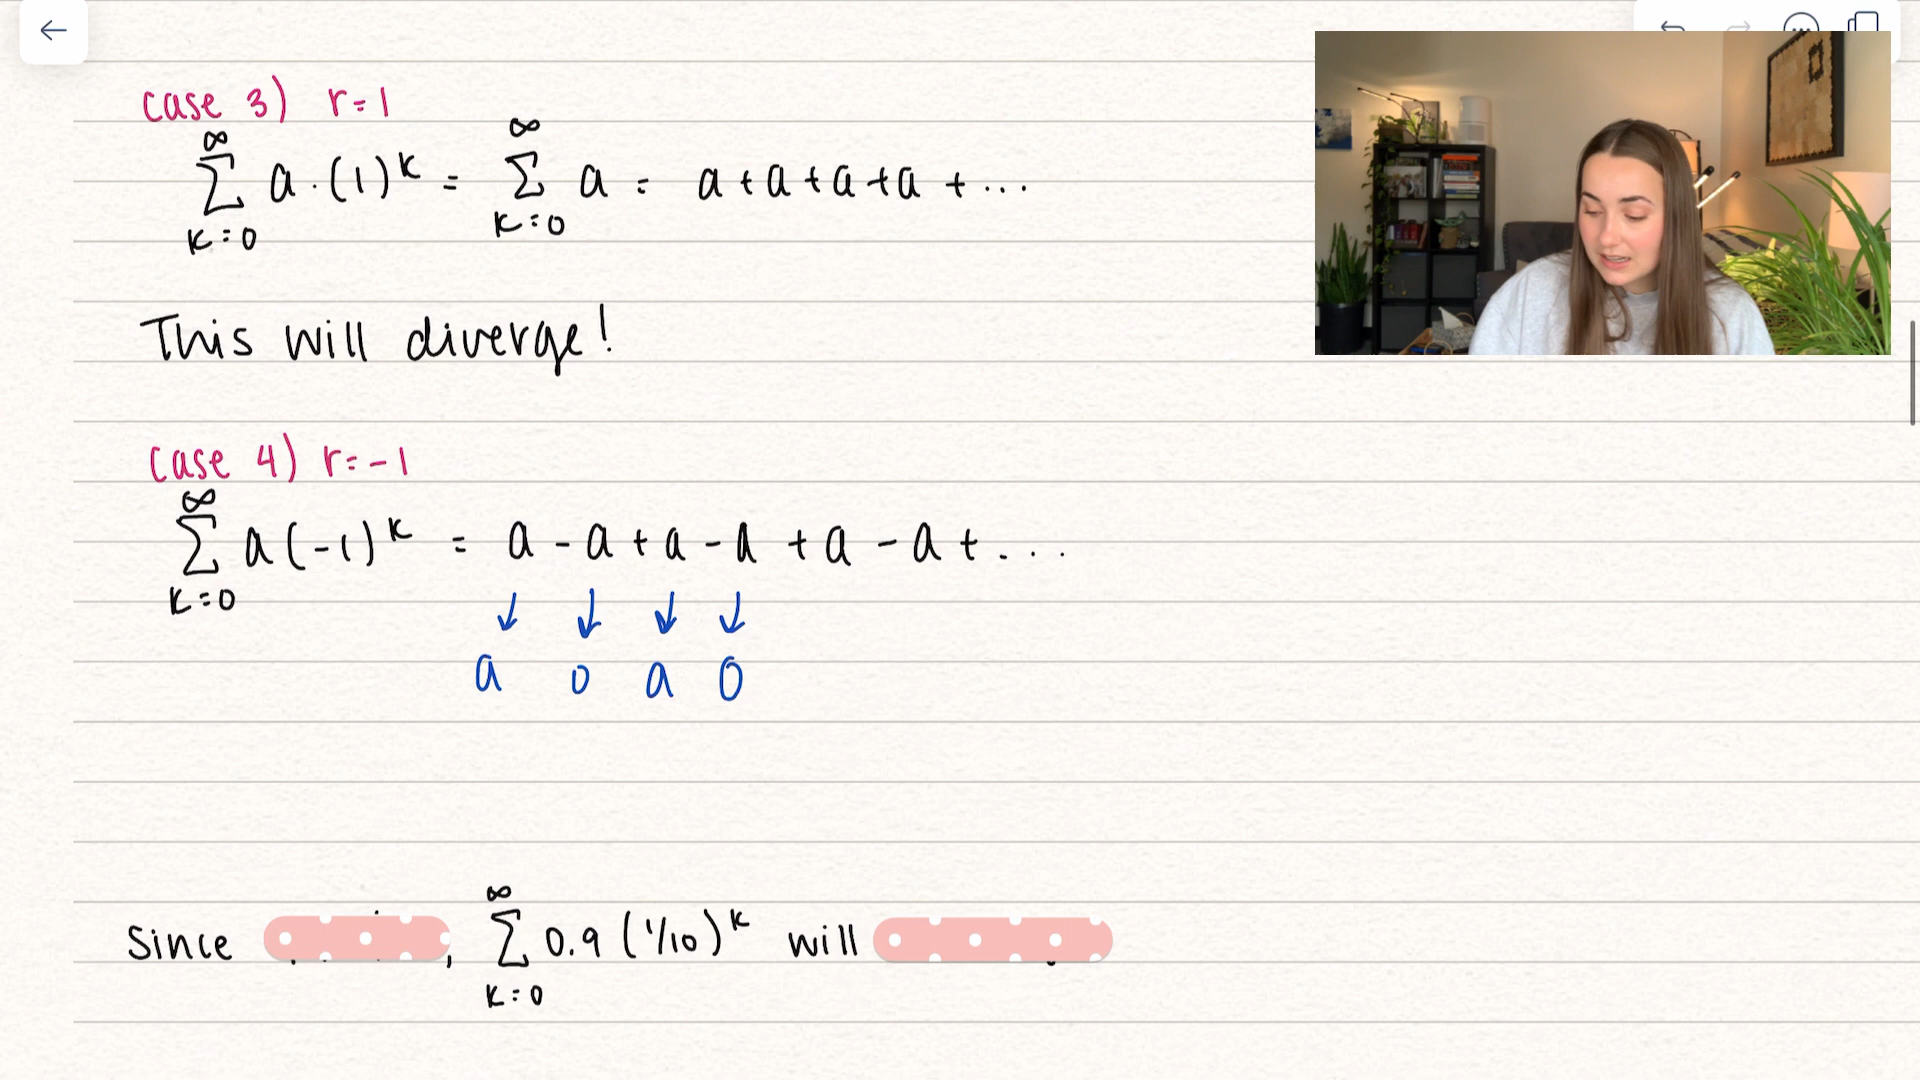 case 3) r=1
∞ ∞
∑ a·(1)^k = ∑ a = a+a+a+a+...
k=0 k=0
This will diverge!
case 4) r=-1
∞
∑ a(-1)^k = a-a+a-a+a-a+...
k=0
↓ ↓ ↓ ↓
a 0 a 0
∞
Since , ∑ 0.9 (1/10)^k will
k=0